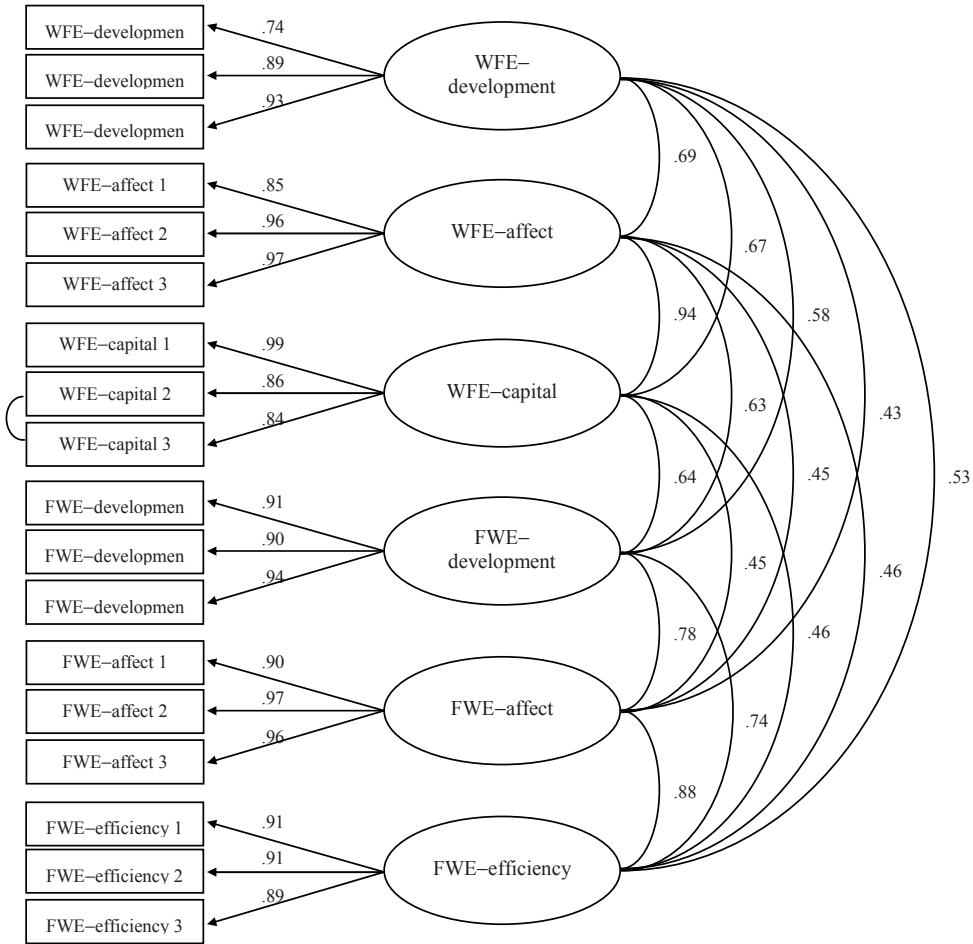 WFE–developmen
WFE–developmen
WFE–developmen
WFE–affect 1
WFE–affect 2
WFE–affect 3
WFE–capital 1
WFE–capital 2
WFE–capital 3
FWE–developmen
FWE–developmen
FWE–developmen
FWE–affect 1
FWE–affect 2
FWE–affect 3
FWE–efficiency 1
FWE–efficiency 2
FWE–efficiency 3
.74
.89
.93
.85
.96
.97
.99
.86
.84
.91
.90
.94
.90
.97
.96
.91
.91
.89
WFE–
development
WFE–affect
WFE–capital
FWE–
development
FWE–affect
FWE–efficiency
.69
.67
.94
.58
.63
.43
.64
.45
.53
.45
.46
.78
.46
.74
.88